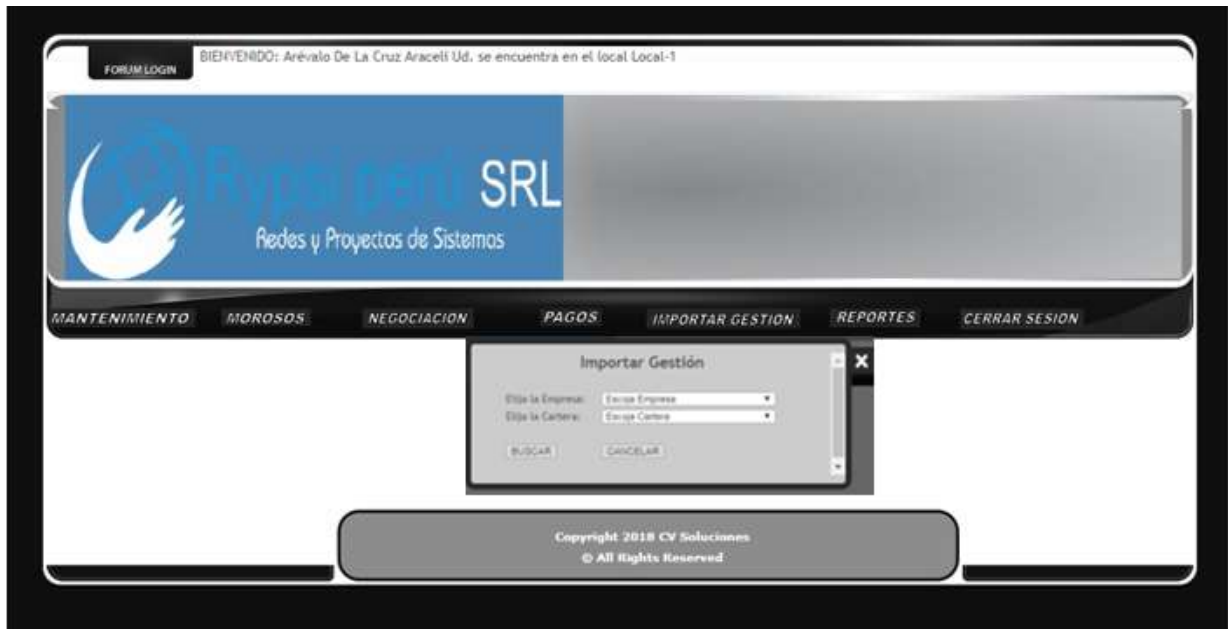 BIENVENIDO: Arévalo De La Cruz Araceli Ud. se encuentra en el local Local-1
FORUM LOGIN
Rypsi peru SRL
Redes y Proyectos de Sistemas
MANTENIMIENTO MOROSOS NEGOCIACION PAGOS IMPORTAR GESTION REPORTES CERRAR SESION
Importar Gestión
Elija la Empresa: Escoja Empresa
Elija la Cartera: Escoja Cartera
BUSCAR CANCELAR
Copyright 2018 CV Soluciones
© All Rights Reserved